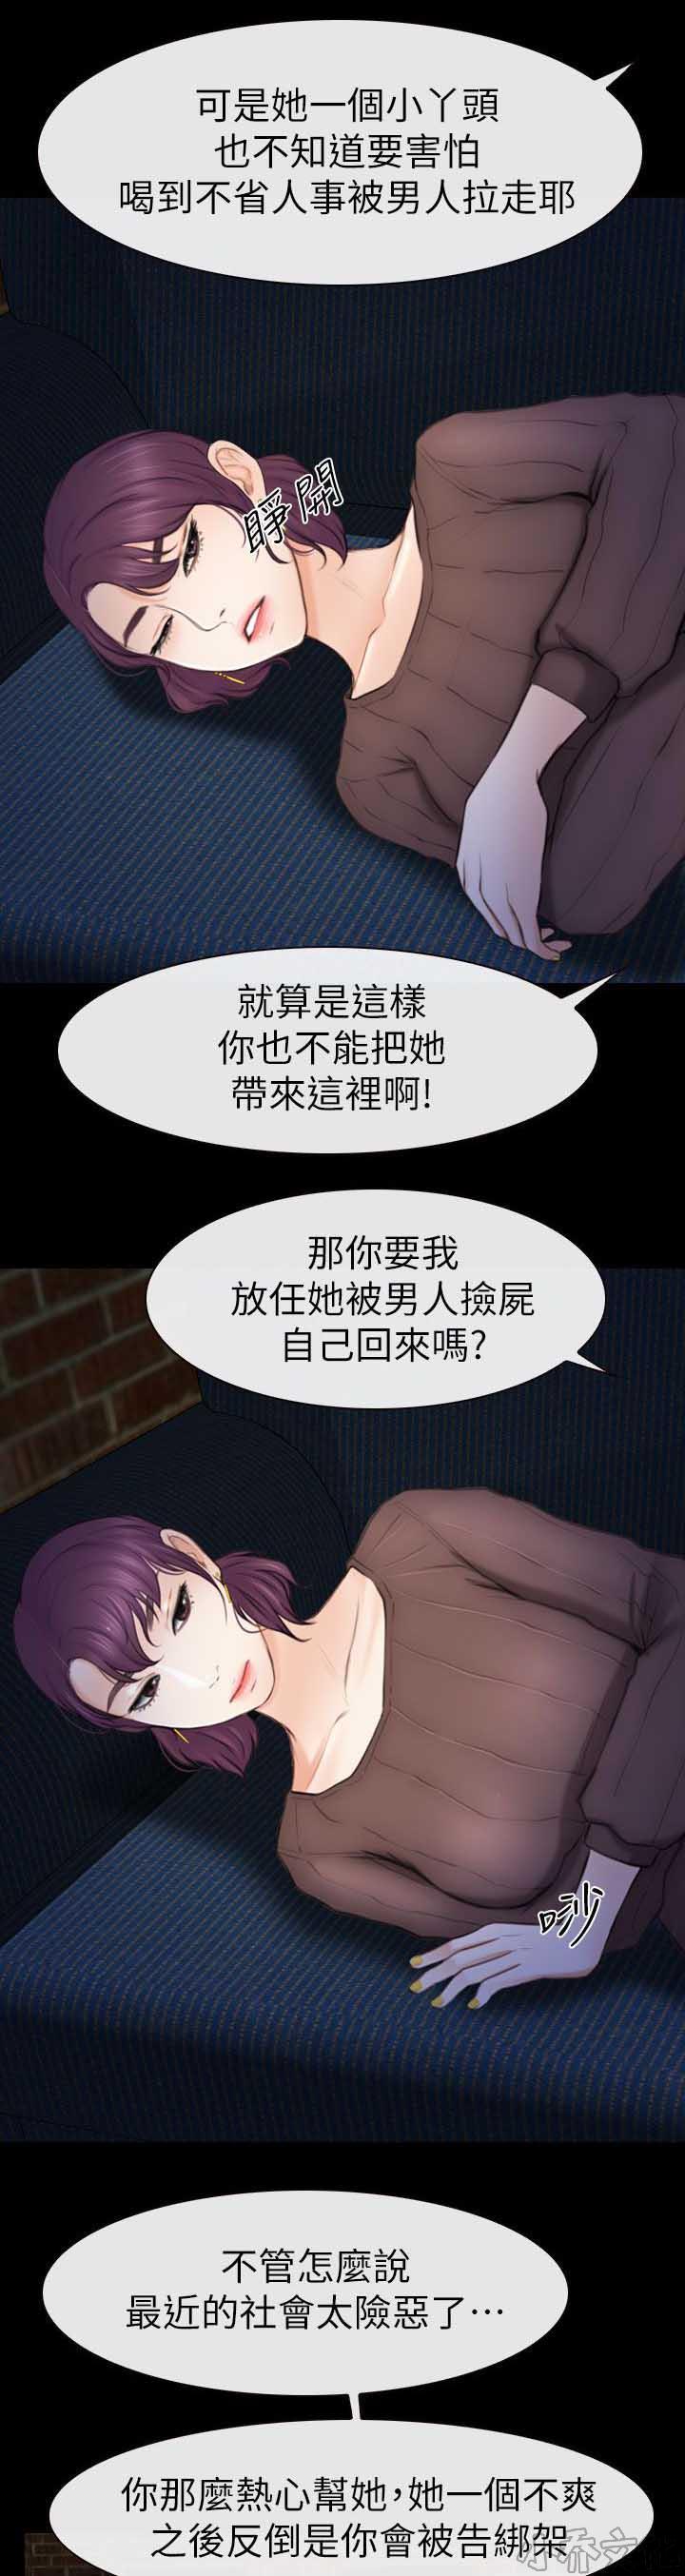 可是她一個小丫頭
也不知道要害怕
喝到不省人事被男人拉走耶
睜開
就算是這樣
你也不能把她
帶來這裡啊!
那你要我
放任她被男人撿屍
自己回來嗎?
唦
不管怎麼說
最近的社會太險惡了…
你那麼熱心幫她,她一個不爽
之後反倒是你會被告綁架